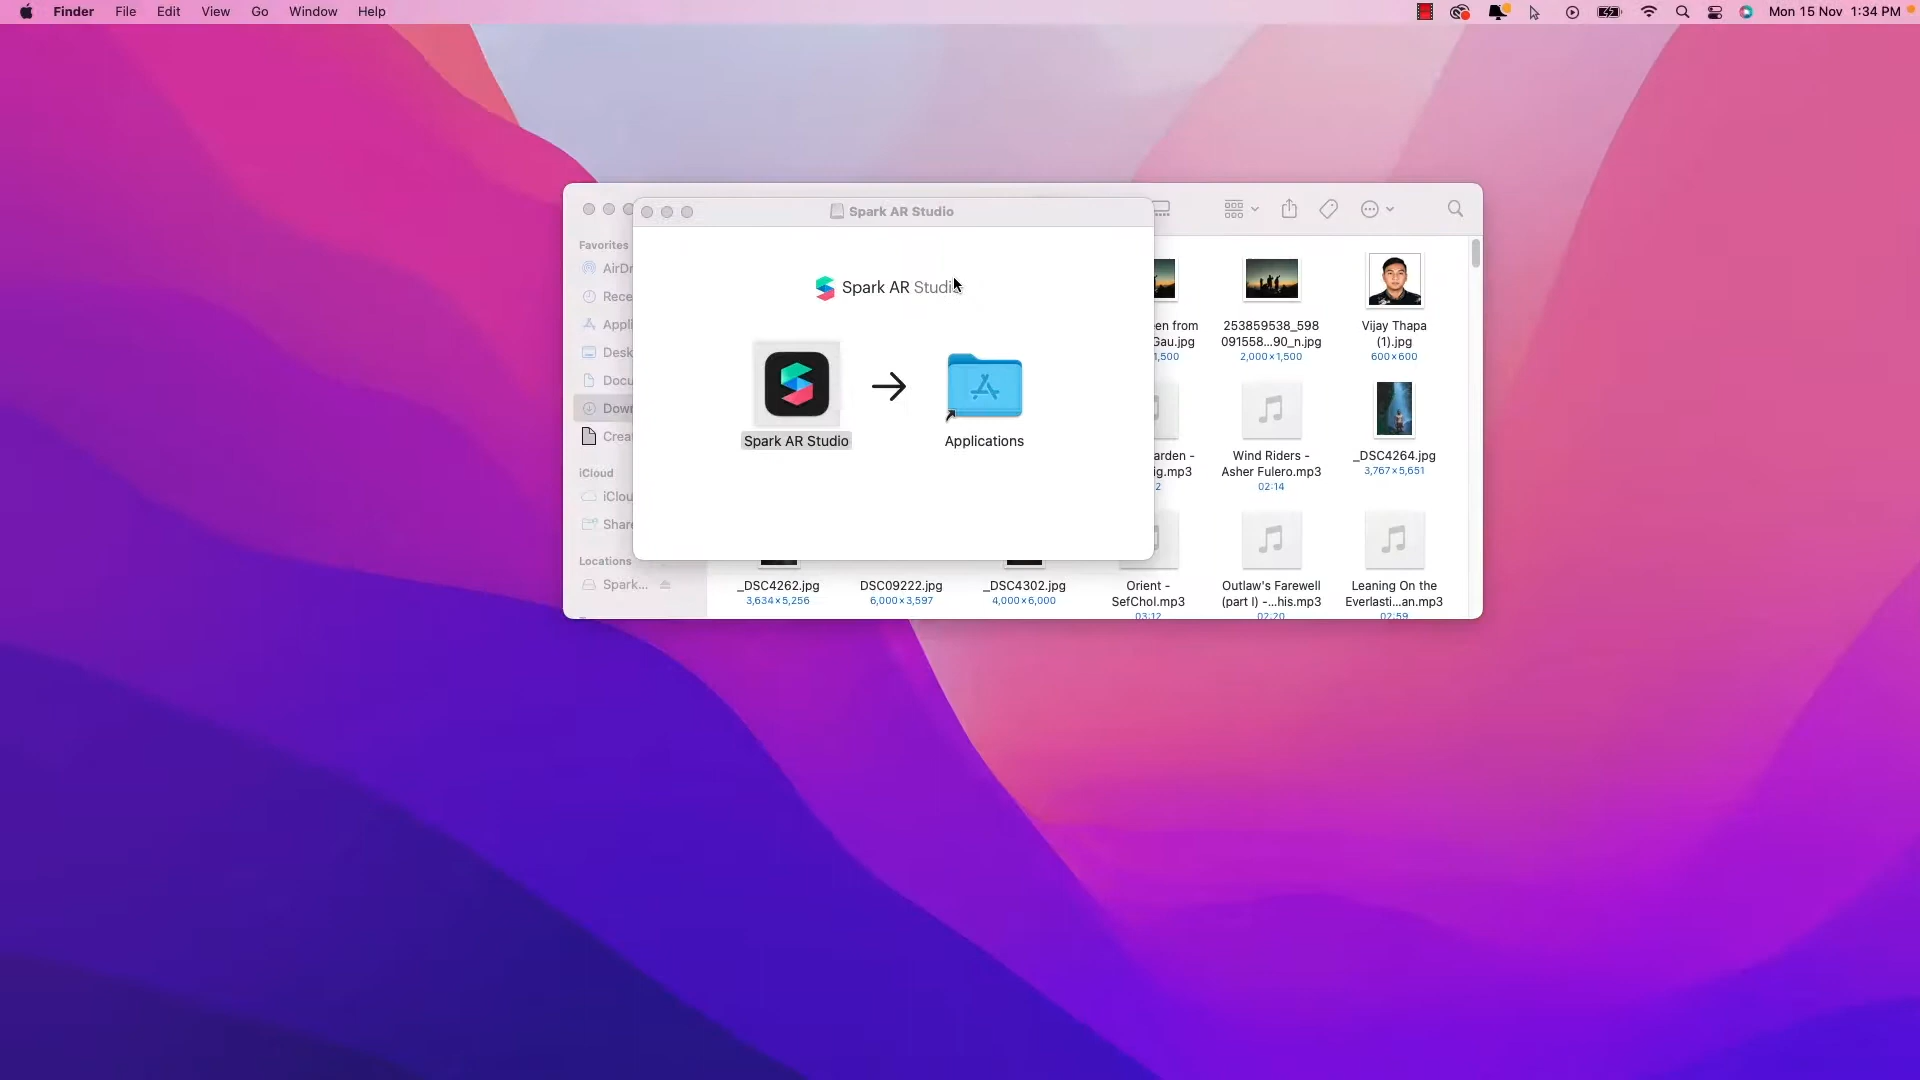 Finder File Edit View Go Window Help
Mon 15 Nov 1:34 PM
Spark AR Studio
Spark AR Studio
Spark AR Studio
Applications
Favorites
AirDr
Rece
Appli
Desk
Docu
Down
Creat
iCloud
iClou
Share
Locations
Spark...
en from
Gau.jpg
1,500
253859538_598
091558...90_n.jpg
2,000×1,500
Vijay Thapa
(1).jpg
600×600
arden -
ig.mp3
2
Wind Riders -
Asher Fulero.mp3
02:14
_DSC4264.jpg
3,767×5,651
_DSC4262.jpg
3,634×5,256
DSC09222.jpg
6,000×3,597
_DSC4302.jpg
4,000×6,000
Orient -
SefChol.mp3
03:12
Outlaw's Farewell
(part I) -...his.mp3
02:20
Leaning On the
Everlasti...an.mp3
02:59